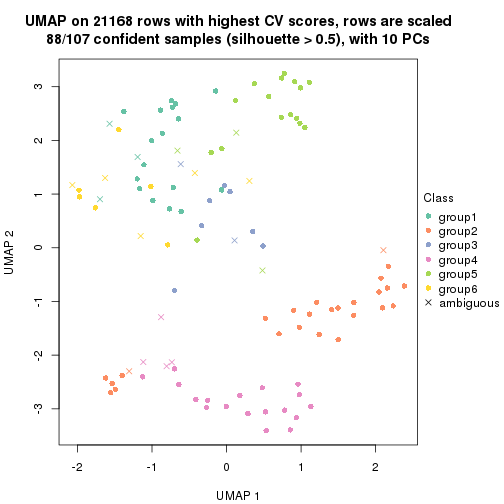 UMAP on 21168 rows with highest CV scores, rows are scaled
88/107 confident samples (silhouette > 0.5), with 10 PCs
3
2
1
0
-1
-2
-3
UMAP 2
-2
-1
0
1
2
UMAP 1
Class
group1
group2
group3
group4
group5
group6
ambiguous